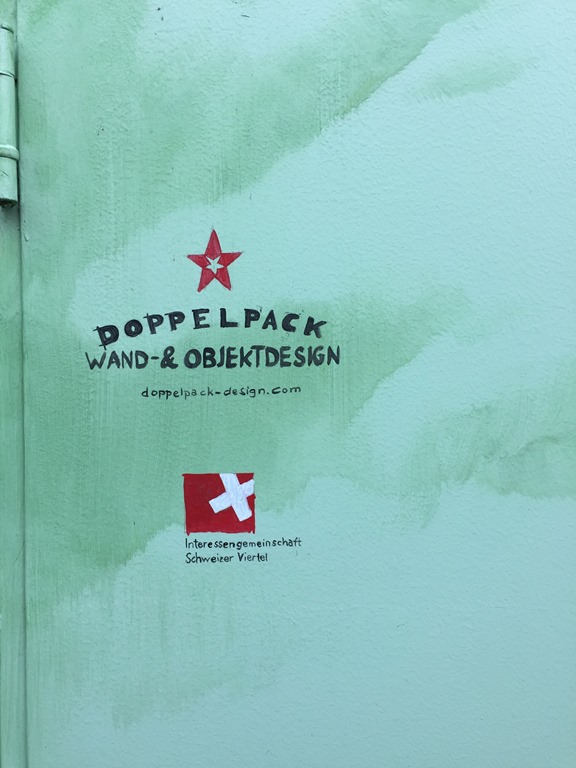 DOPPELPACK
WAND-& OBJEKTDESIGN
doppelpack-design.com
Interessengemeinschaft
Schweizer Viertel